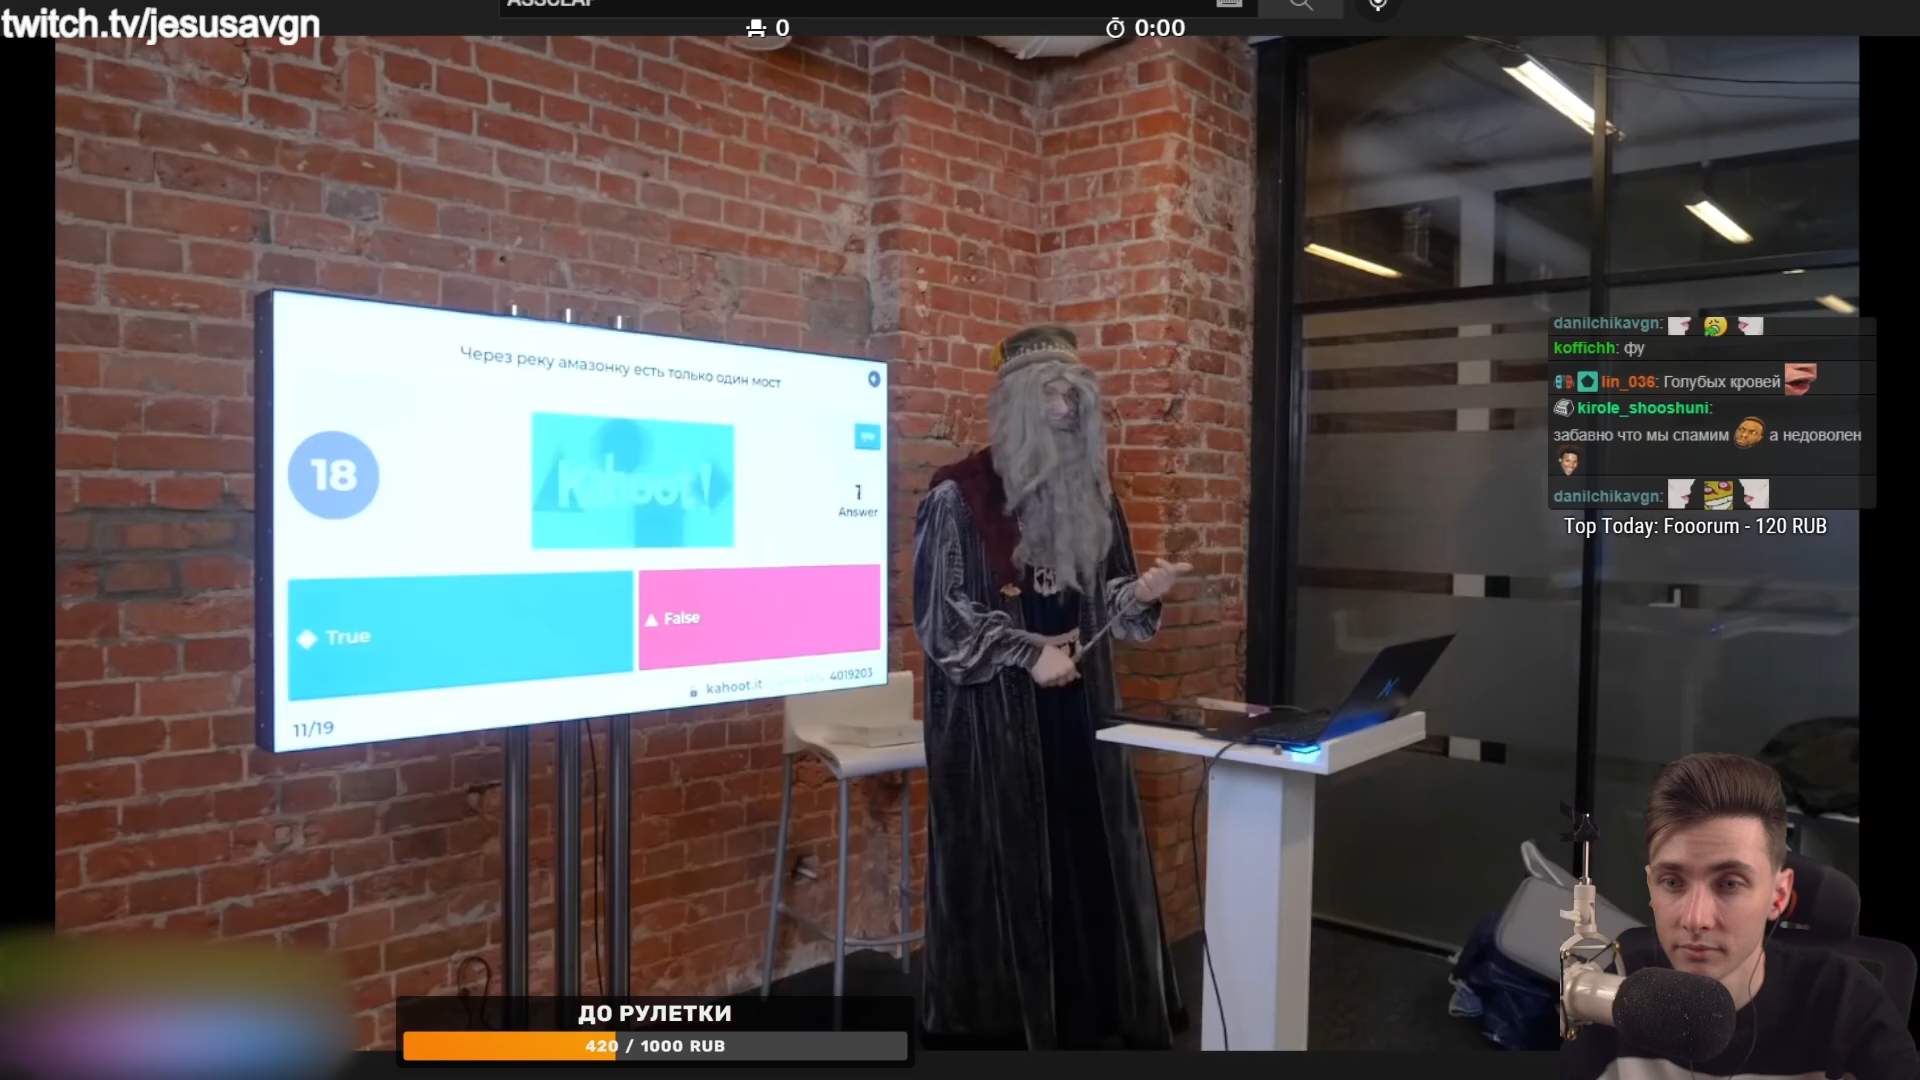 twitch.tv/jesusavgn
0
0:00
Через реку амазонку есть только один мост
18
Kahoot!
1
Answer
True
False
kahoot.it
4019203
11/19
danilchikavgn:
koffichh: фу
lin_036: Голубых кровей
kirole_shooshuni:
забавно что мы спамим а недоволен
danilchikavgn:
Top Today: Fooorum - 120 RUB
ДО РУЛЕТКИ
420 / 1000 RUB